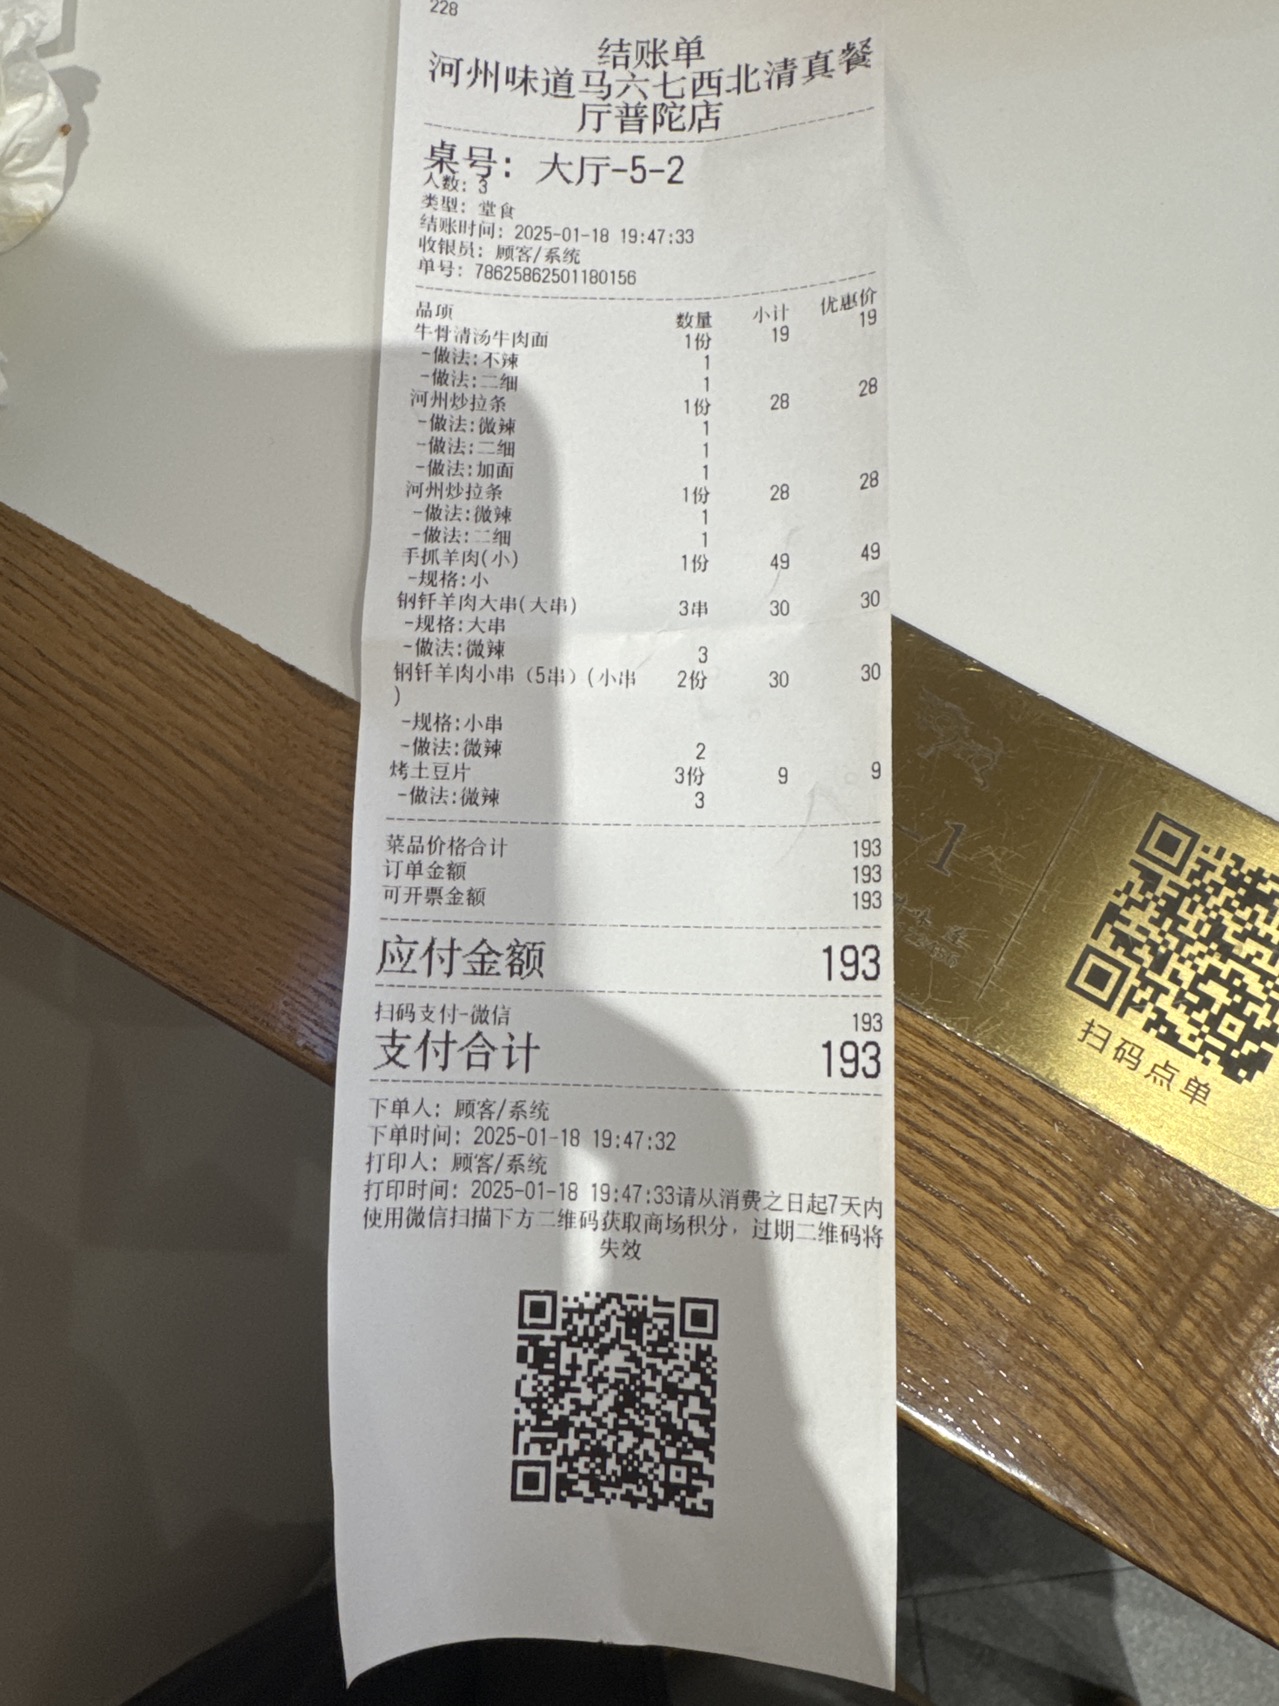 228
结账单
河州味道马六七西北清真餐
厅普陀店
桌号：大厅-5-2
人数：3
类型：堂食
结账时间：2025-01-18 19:47:33
收银员：顾客/系统
单号：78625862501180156
品项 数量 小计 优惠价
牛骨清汤牛肉面 1份 19 19
-做法:不辣 1
-做法:二细 1
河州炒拉条 1份 28 28
-做法:微辣 1
-做法:二细 1
-做法:加面 1
河州炒拉条 1份 28 28
-做法:微辣 1
-做法:二细 1
手抓羊肉(小) 1份 49 49
-规格:小
钢钎羊肉大串(大串) 3串 30 30
-规格:大串
-做法:微辣 3
钢钎羊肉小串（5串）(小串 2份 30 30
)
-规格:小串
-做法:微辣 2
烤土豆片 3份 9 9
-做法:微辣 3
菜品价格合计 193
订单金额 193
可开票金额 193
应付金额 193
扫码支付-微信 193
支付合计 193
下单人：顾客/系统
下单时间：2025-01-18 19:47:32
打印人：顾客/系统
打印时间：2025-01-18 19:47:33请从消费之日起7天内
使用微信扫描下方二维码获取商场积分，过期二维码将
失效
-1
扫码点单